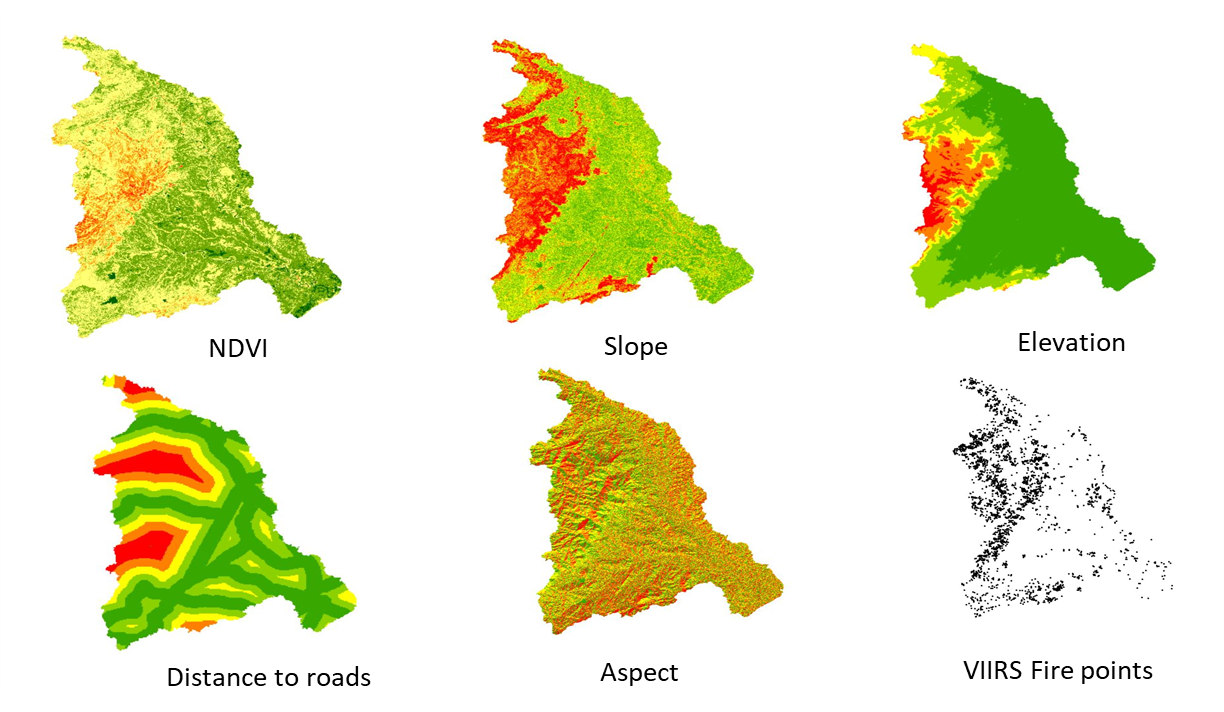 NDVI
Slope
Elevation
Distance to roads
Aspect
VIIRS Fire points